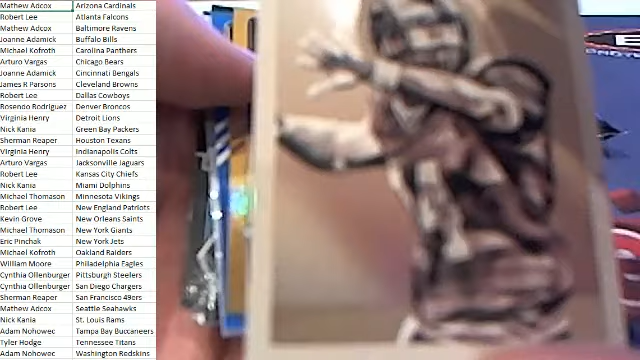 Mathew Adcox Arizona Cardinals
Robert Lee Atlanta Falcons
Mathew Adcox Baltimore Ravens
Joanne Adamick Buffalo Bills
Michael Kofroth Carolina Panthers
Arturo Vargas Chicago Bears
Joanne Adamick Cincinnati Bengals
James R Parsons Cleveland Browns
Robert Lee Dallas Cowboys
Rosendo Rodriguez Denver Broncos
Virginia Henry Detroit Lions
Nick Kania Green Bay Packers
Sherman Reaper Houston Texans
Virginia Henry Indianapolis Colts
Arturo Vargas Jacksonville Jaguars
Robert Lee Kansas City Chiefs
Nick Kania Miami Dolphins
Michael Thomason Minnesota Vikings
Robert Lee New England Patriots
Kevin Grove New Orleans Saints
Michael Thomason New York Giants
Eric Pinchak New York Jets
Michael Kofroth Oakland Raiders
William Moore Philadelphia Eagles
Cynthia Ollenburger Pittsburgh Steelers
Cynthia Ollenburger San Diego Chargers
Sherman Reaper San Francisco 49ers
Mathew Adcox Seattle Seahawks
Nick Kania St. Louis Rams
Adam Nohowec Tampa Bay Buccaneers
Tyler Hodge Tennessee Titans
Adam Nohowec Washington Redskins